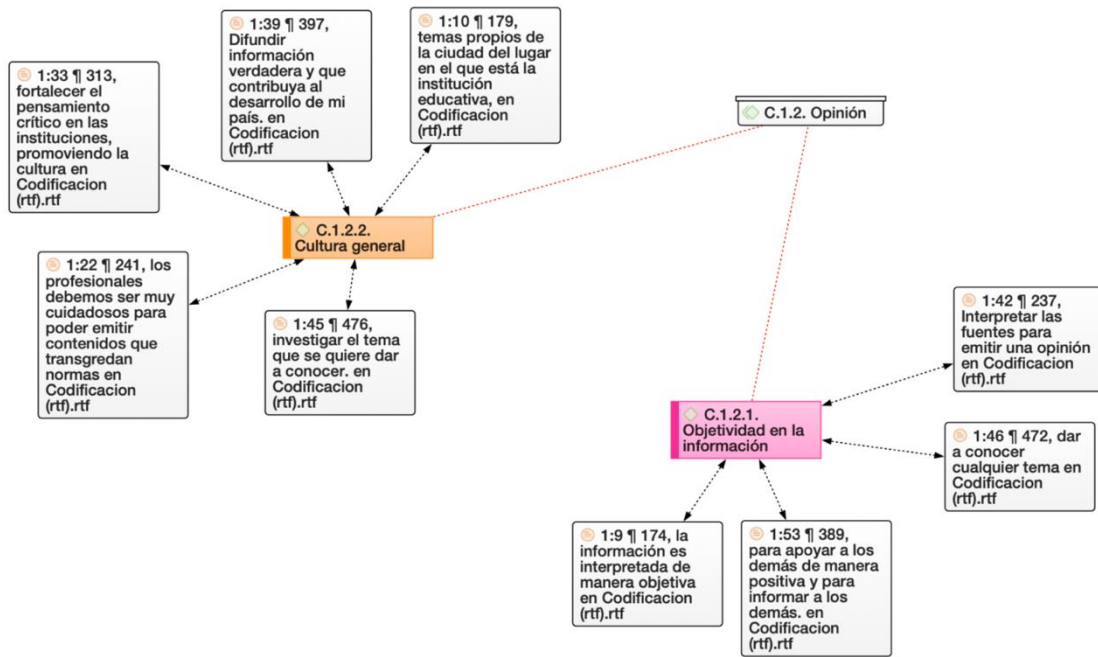 1:33 ¶ 313,
fortalecer el
pensamiento
crítico en las
instituciones,
promoviendo la
cultura en
Codificacion
(rtf).rtf
1:39 ¶ 397,
Difundir
información
verdadera y que
contribuya al
desarrollo de mi
país. en
Codificacion
(rtf).rtf
1:10 ¶ 179,
temas propios de
la ciudad del lugar
en el que está la
institución
educativa, en
Codificacion
(rtf).rtf
C.1.2. Opinión
C.1.2.2.
Cultura general
1:22 ¶ 241, los
profesionales
debemos ser muy
cuidadosos para
poder emitir
contenidos que
transgredan
normas en
Codificacion
(rtf).rtf
1:45 ¶ 476,
investigar el tema
que se quiere dar
a conocer. en
Codificacion
(rtf).rtf
1:42 ¶ 237,
Interpretar las
fuentes para
emitir una opinión
en Codificacion
(rtf).rtf
C.1.2.1.
Objetividad en la
información
1:46 ¶ 472, dar
a conocer
cualquier tema en
Codificacion
(rtf).rtf
1:9 ¶ 174, la
información es
interpretada de
manera objetiva
en Codificacion
(rtf).rtf
1:53 ¶ 389,
para apoyar a los
demás de manera
positiva y para
informar a los
demás. en
Codificacion
(rtf).rtf